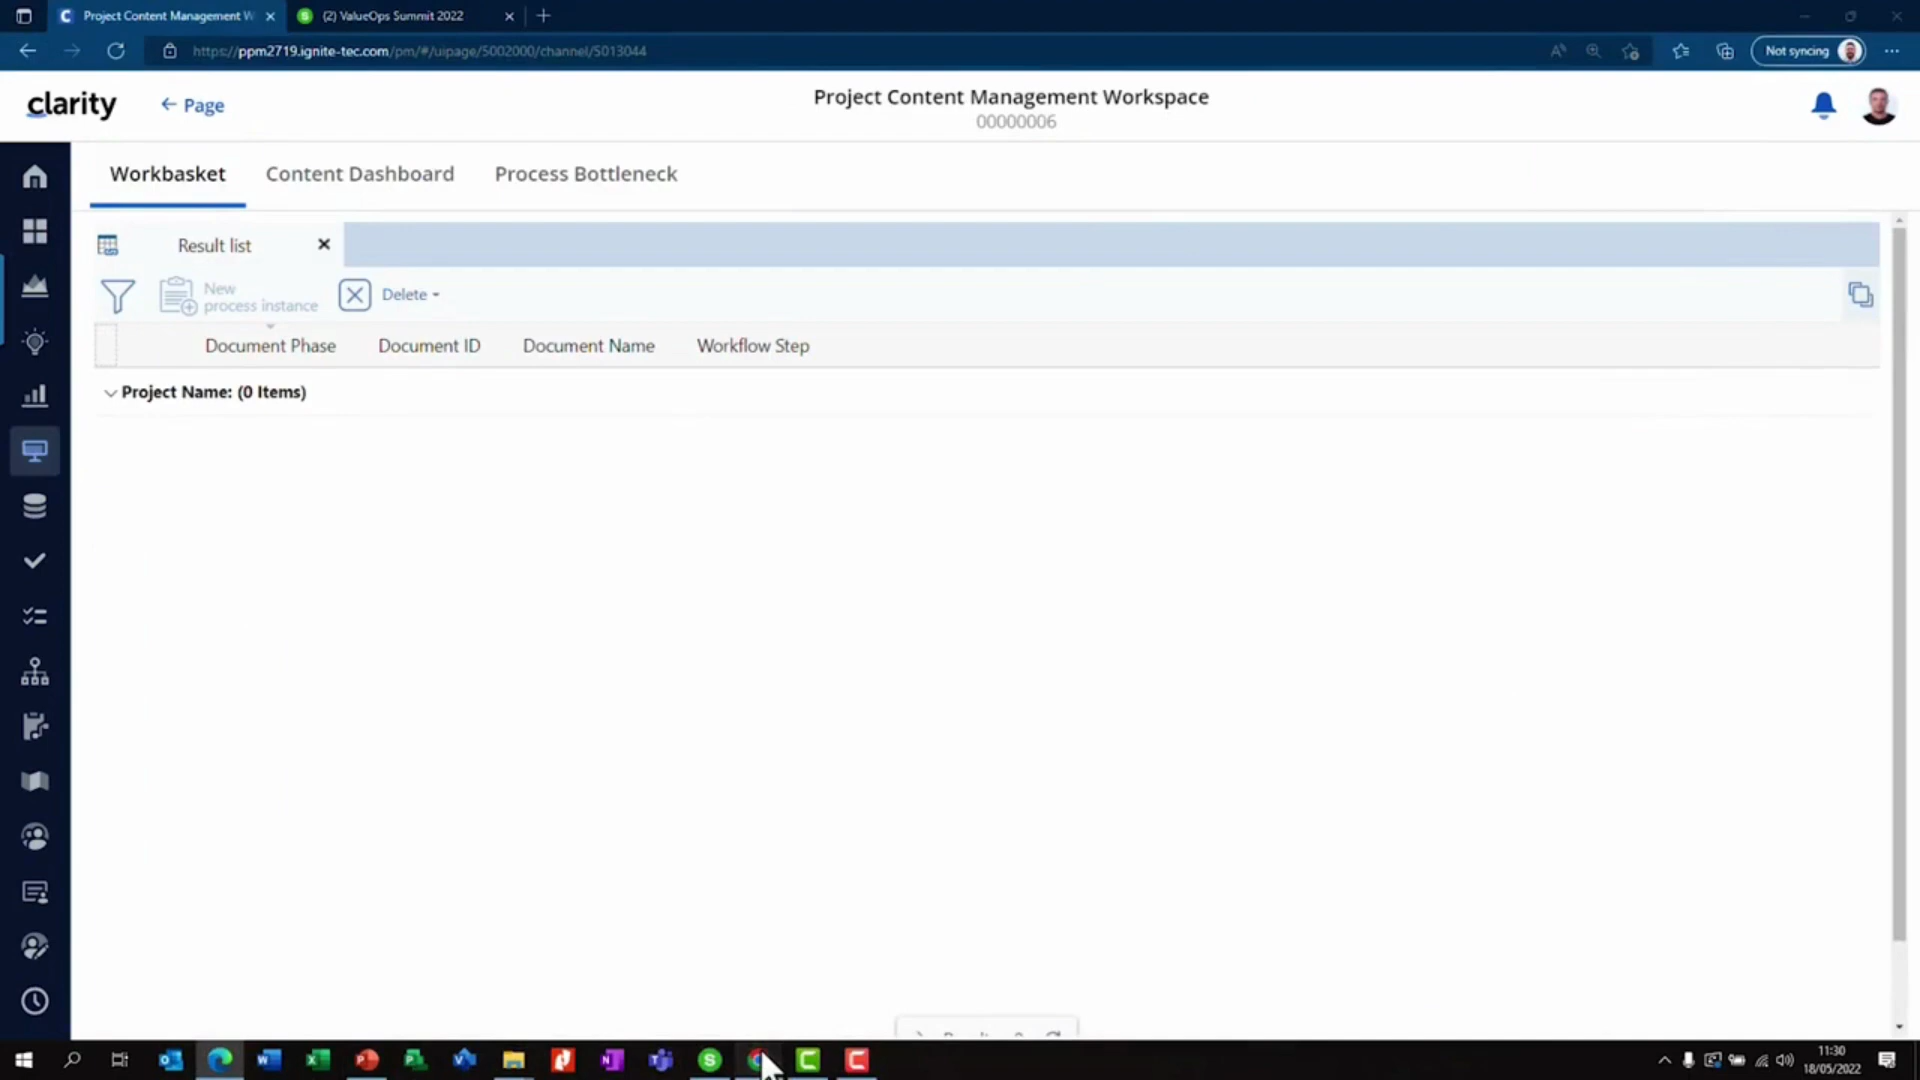 Project Content Management W
(2) ValueOps Summit 2022
https://ppm2719.ignite-tec.com/pm/#/uipage/5002000/channel/5013044
Not syncing
clarity
← Page
Project Content Management Workspace
00000006
Workbasket
Content Dashboard
Process Bottleneck
Result list
New
process instance
Delete
Document Phase
Document ID
Document Name
Workflow Step
Project Name: (0 Items)
11:30
18/05/2022